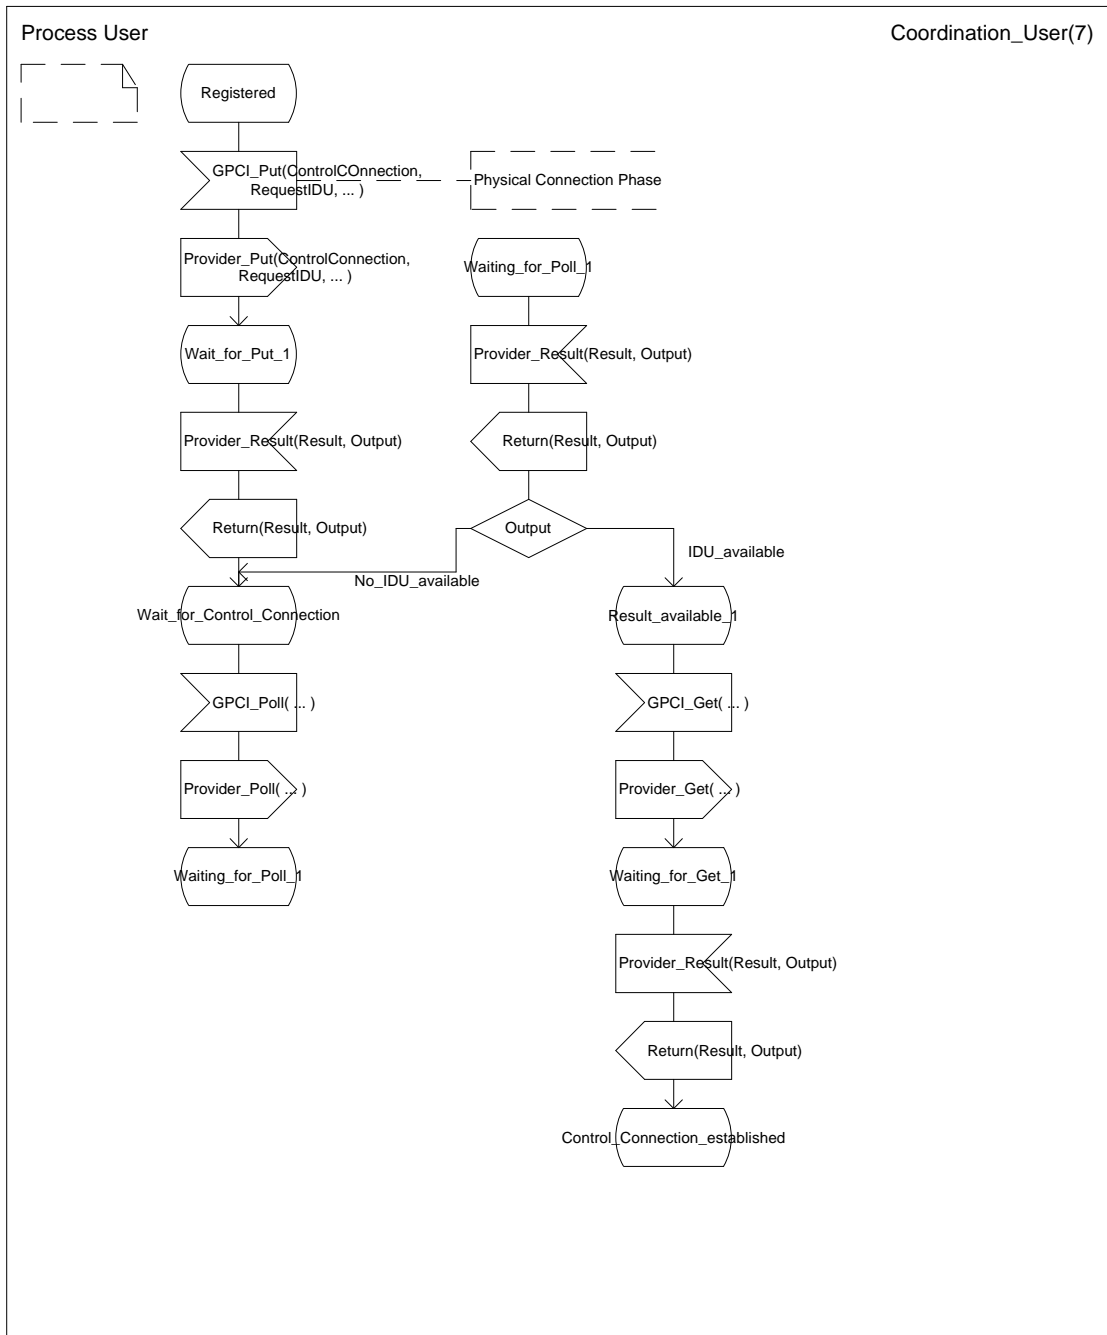 Process User
Coordination_User(7)
Registered
GPCI_Put(ControlCOnnection,
RequestIDU, ... )
Physical Connection Phase
Provider_Put(ControlConnection,
RequestIDU, ... )
Waiting_for_Poll_1
Wait_for_Put_1
Provider_Result(Result, Output)
Provider_Result(Result, Output)
Return(Result, Output)
Return(Result, Output)
Output
IDU_available
No_IDU_available
Wait_for_Control_Connection
Result_available_1
GPCI_Poll( ... )
GPCI_Get( ... )
Provider_Poll( ... )
Provider_Get( ... )
Waiting_for_Poll_1
Waiting_for_Get_1
Provider_Result(Result, Output)
Return(Result, Output)
Control_Connection_established